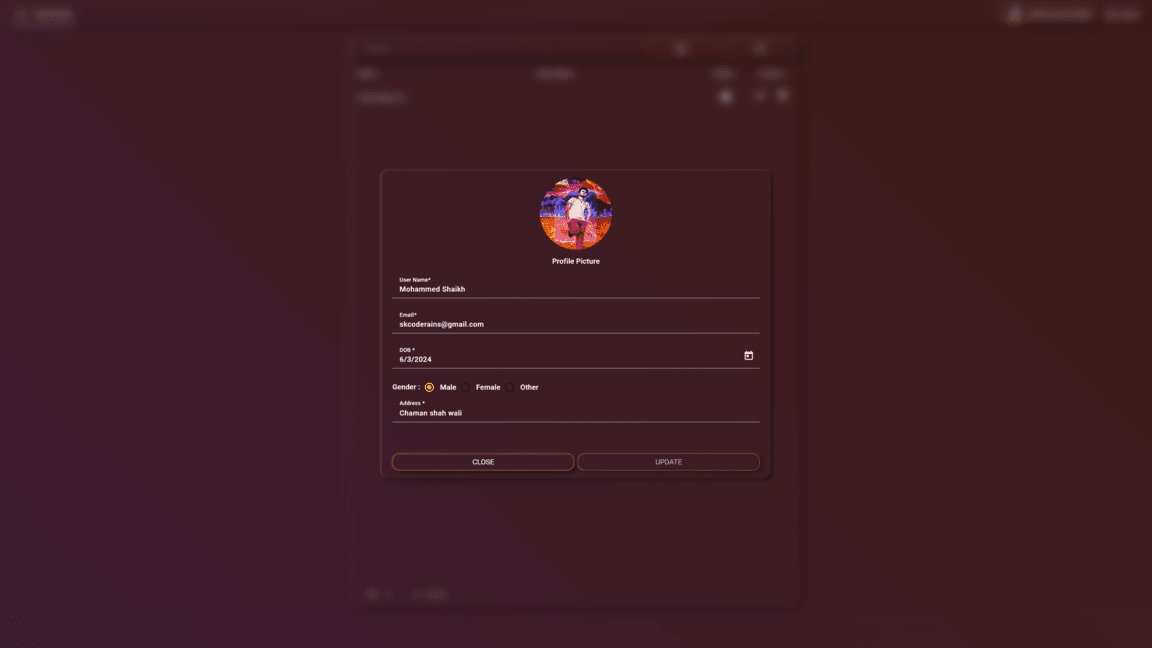 Profile Picture
User Name*
Mohammed Shaikh
Email*
skcoderains@gmail.com
DOB *
6/3/2024
Gender : Male Female Other
Address *
Chaman shah wali
CLOSE UPDATE